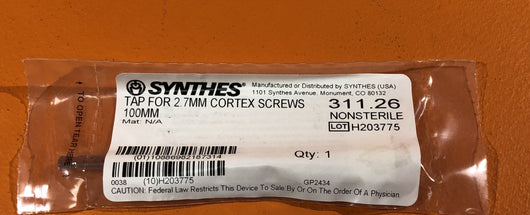 SYNTHES®
Manufactured or Distributed by SYNTHES (USA)
1101 Synthes Avenue, Monument, CO 80132
TAP FOR 2.7MM CORTEX SCREWS
100MM
Mat: N/A
311.26
NONSTERILE
LOT H203775
(01)10886982187314
Qty: 1
0038 (10)H203775 GP2434
CAUTION: Federal Law Restricts This Device To Sale By Or On The Order Of A Physician.
TO OPEN TEAR HERE